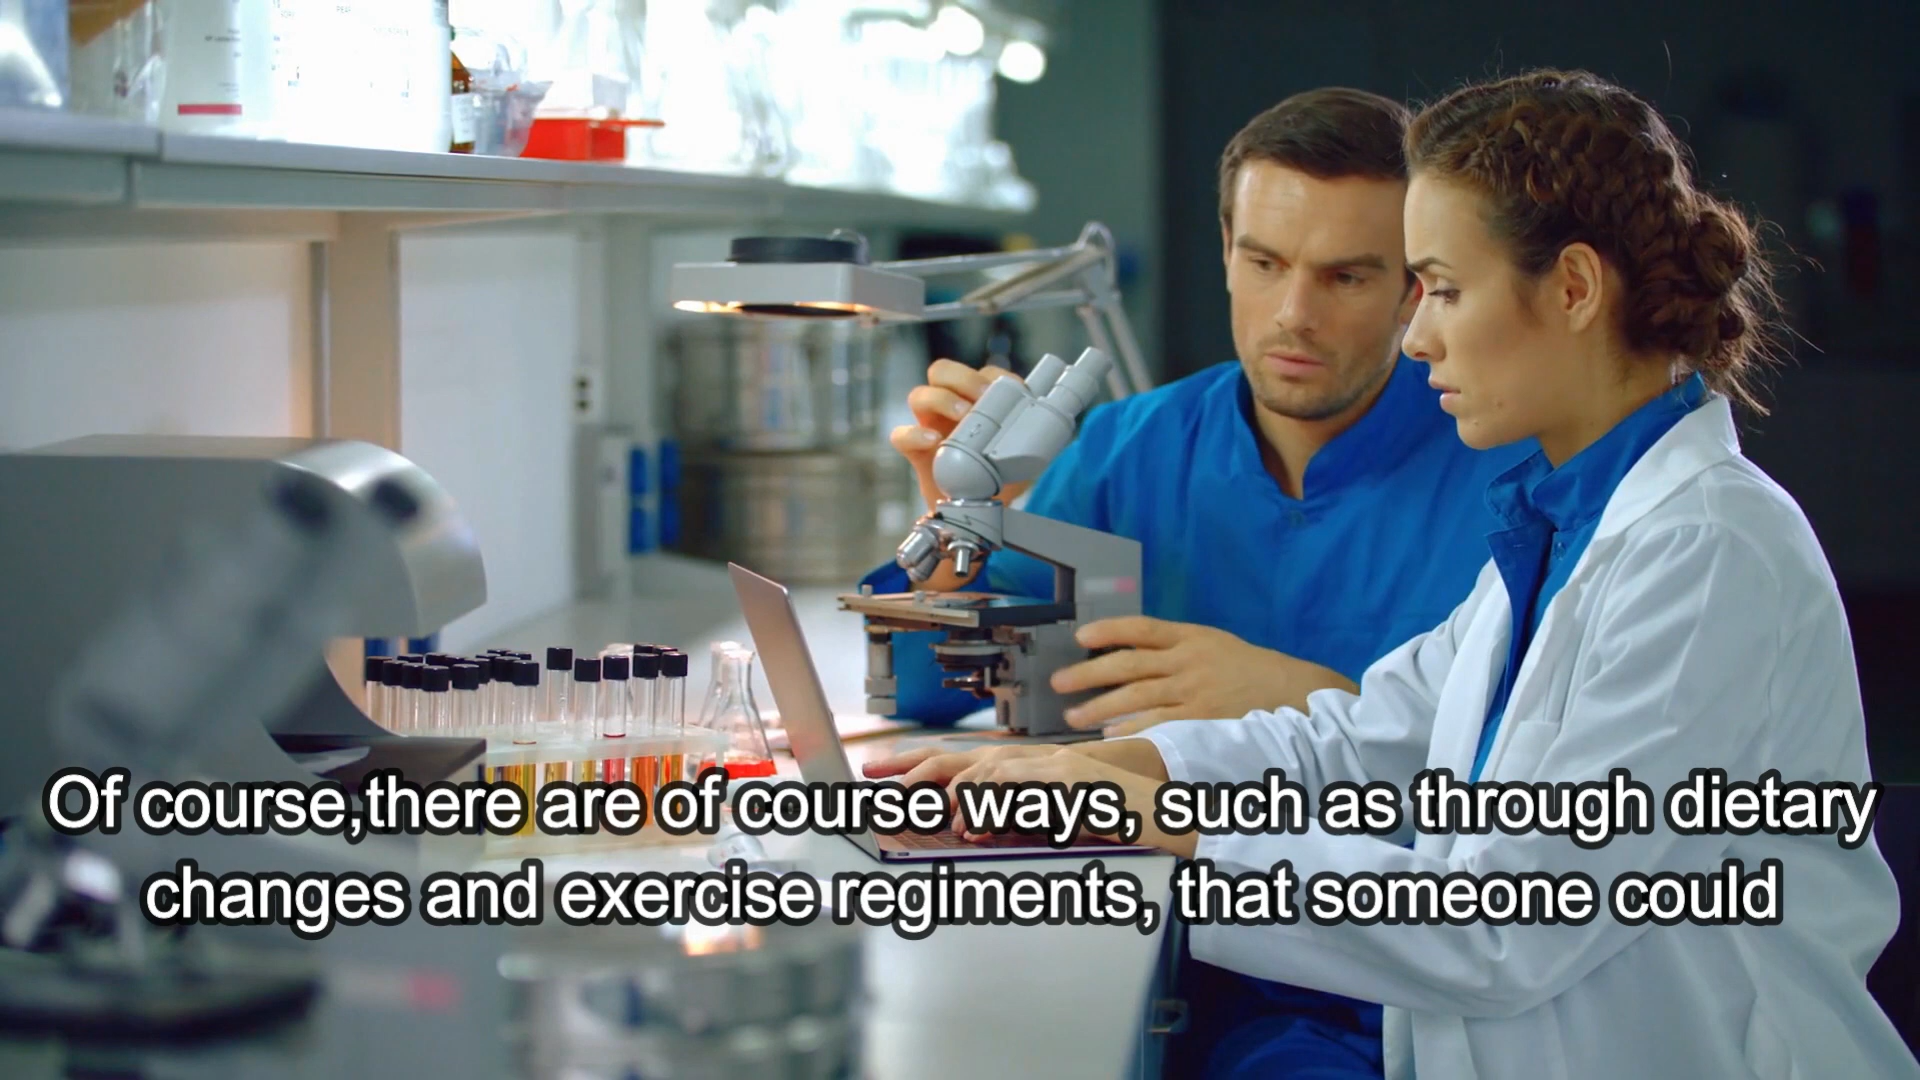 Of course,there are of course ways, such as through dietary
changes and exercise regiments, that someone could